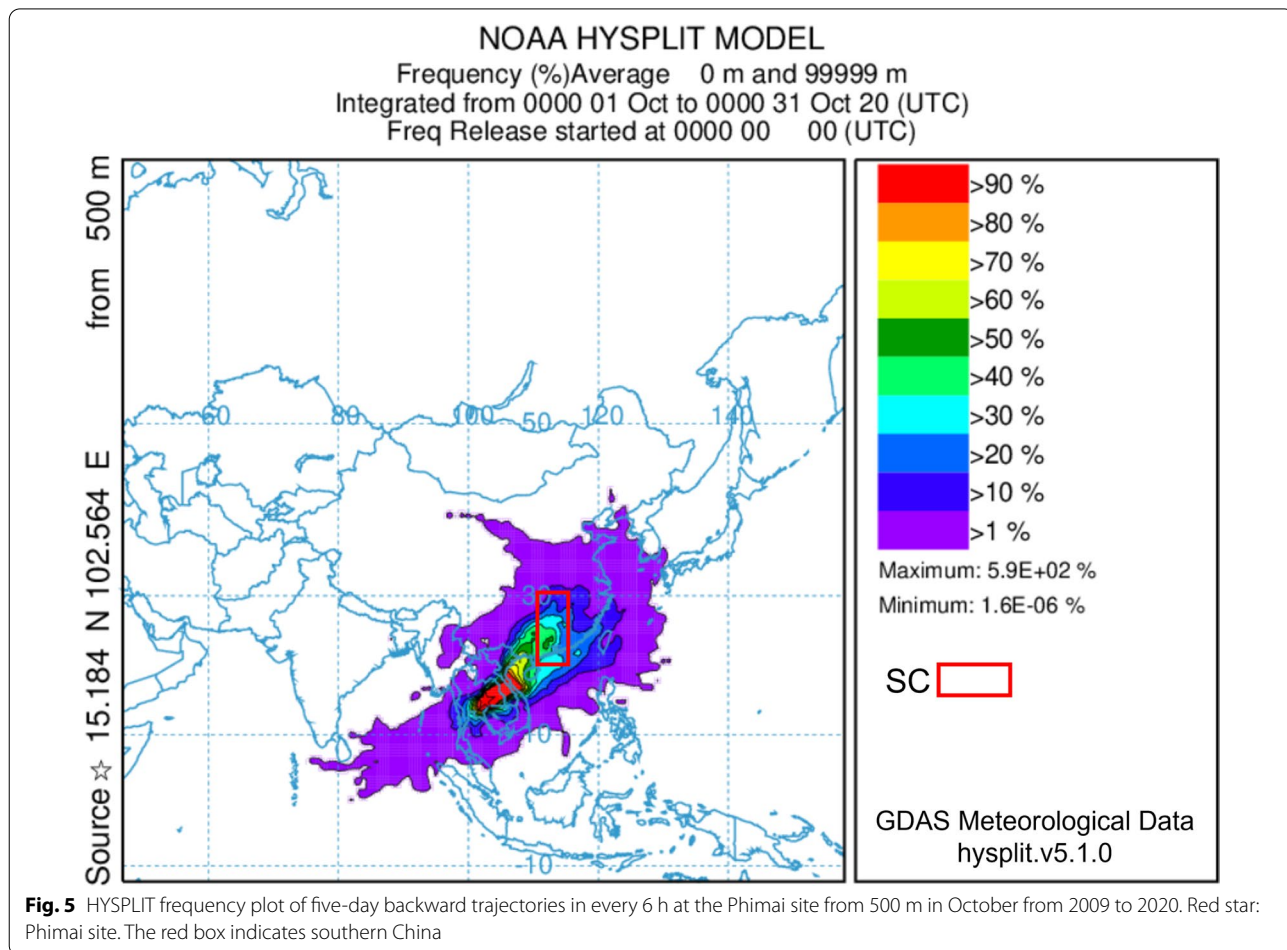 NOAA HYSPLIT MODEL
Frequency (%)Average 0 m and 99999 m
Integrated from 0000 01 Oct to 0000 31 Oct 20 (UTC)
Freq Release started at 0000 00 00 (UTC)
Source ☆ 15.184 N 102.564 E from 500 m
60 80 100 50 120 140
30
10
10
>90 %
>80 %
>70 %
>60 %
>50 %
>40 %
>30 %
>20 %
>10 %
>1 %
Maximum: 5.9E+02 %
Minimum: 1.6E-06 %
SC
GDAS Meteorological Data
hysplit.v5.1.0
Fig. 5 HYSPLIT frequency plot of five-day backward trajectories in every 6 h at the Phimai site from 500 m in October from 2009 to 2020. Red star:
Phimai site. The red box indicates southern China